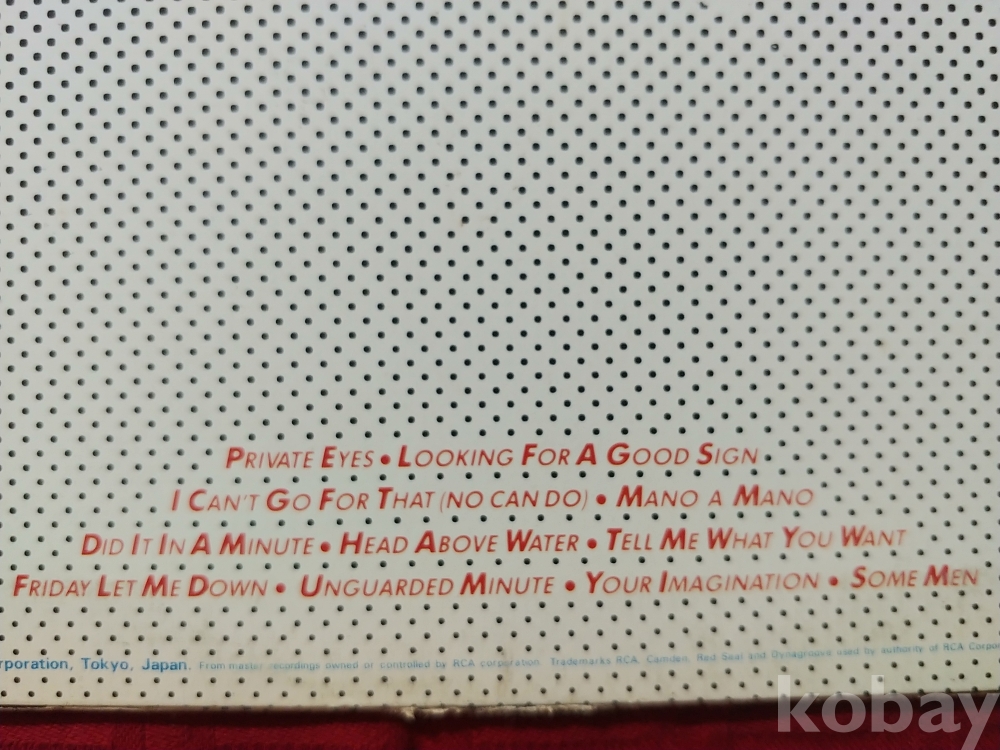 PRIVATE EYES • LOOKING FOR A GOOD SIGN
I CAN'T GO FOR THAT (NO CAN DO) • MANO A MANO
DID IT IN A MINUTE • HEAD ABOVE WATER • TELL ME WHAT YOU WANT
FRIDAY LET ME DOWN • UNGUARDED MINUTE • YOUR IMAGINATION • SOME MEN
rporation, Tokyo, Japan. From master recordings owned or controlled by RCA corporation. Trademarks RCA, Camden, Red Seal and Dynagroove used by authority of RCA Corpor
kobay